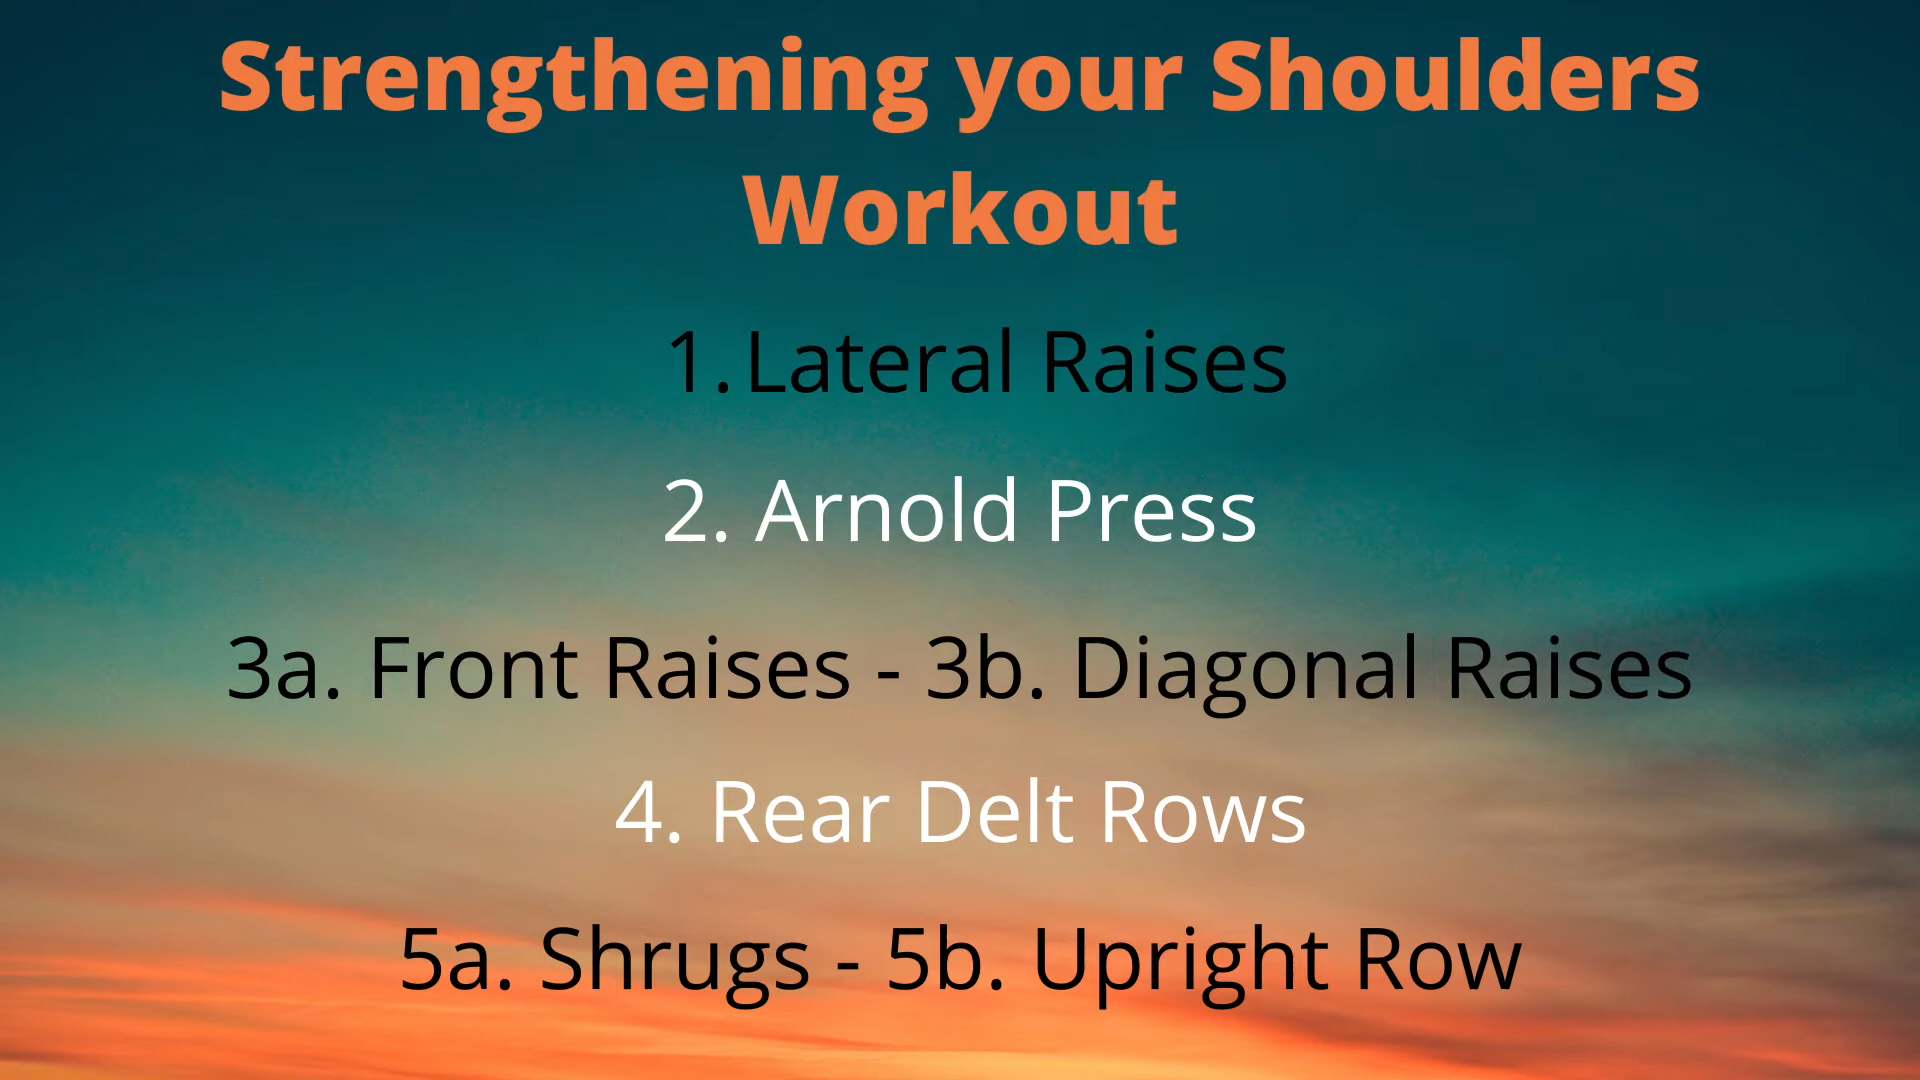 Strengthening your Shoulders
Workout
1. Lateral Raises
2. Arnold Press
3a. Front Raises - 3b. Diagonal Raises
4. Rear Delt Rows
5a. Shrugs - 5b. Upright Row